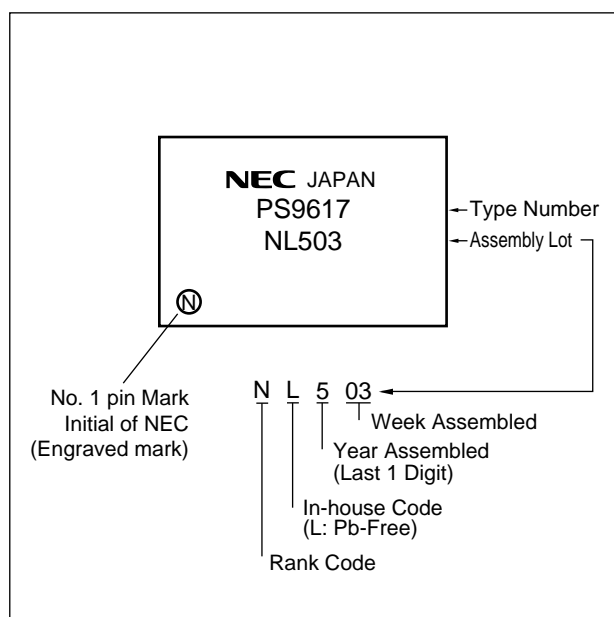 NEC JAPAN
PS9617
NL503
Type Number
Assembly Lot
N
No. 1 pin Mark
Initial of NEC
(Engraved mark)
N L 5 03
Week Assembled
Year Assembled
(Last 1 Digit)
In-house Code
(L: Pb-Free)
Rank Code